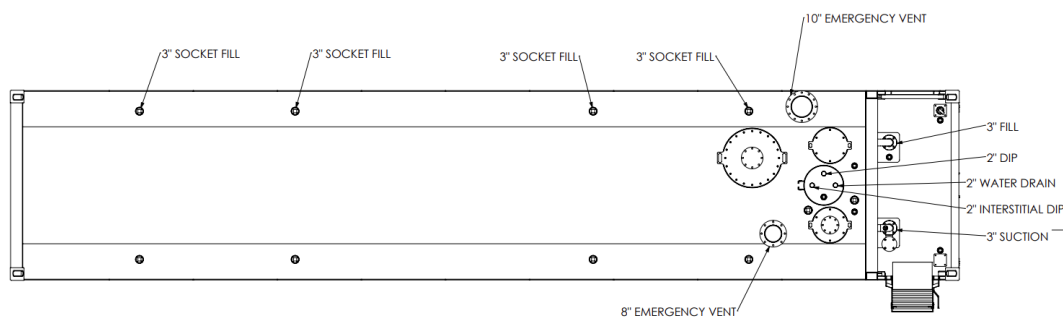 10" EMERGENCY VENT
3" SOCKET FILL
3" SOCKET FILL
3" SOCKET FILL
3" SOCKET FILL
3" FILL
2" DIP
2" WATER DRAIN
2" INTERSTITIAL DIP
3" SUCTION
8" EMERGENCY VENT